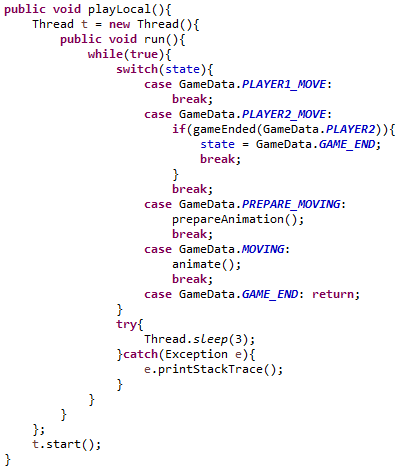 public void playLocal(){
    Thread t = new Thread(){
        public void run(){
            while(true){
                switch(state){
                    case GameData.PLAYER1_MOVE:
                        break;
                    case GameData.PLAYER2_MOVE:
                        if(gameEnded(GameData.PLAYER2)){
                            state = GameData.GAME_END;
                            break;
                        }
                        break;
                    case GameData.PREPARE_MOVING:
                        prepareAnimation();
                        break;
                    case GameData.MOVING:
                        animate();
                        break;
                    case GameData.GAME_END: return;
                }
                try{
                    Thread.sleep(3);
                }catch(Exception e){
                    e.printStackTrace();
                }
            }
        }
    };
    t.start();
}